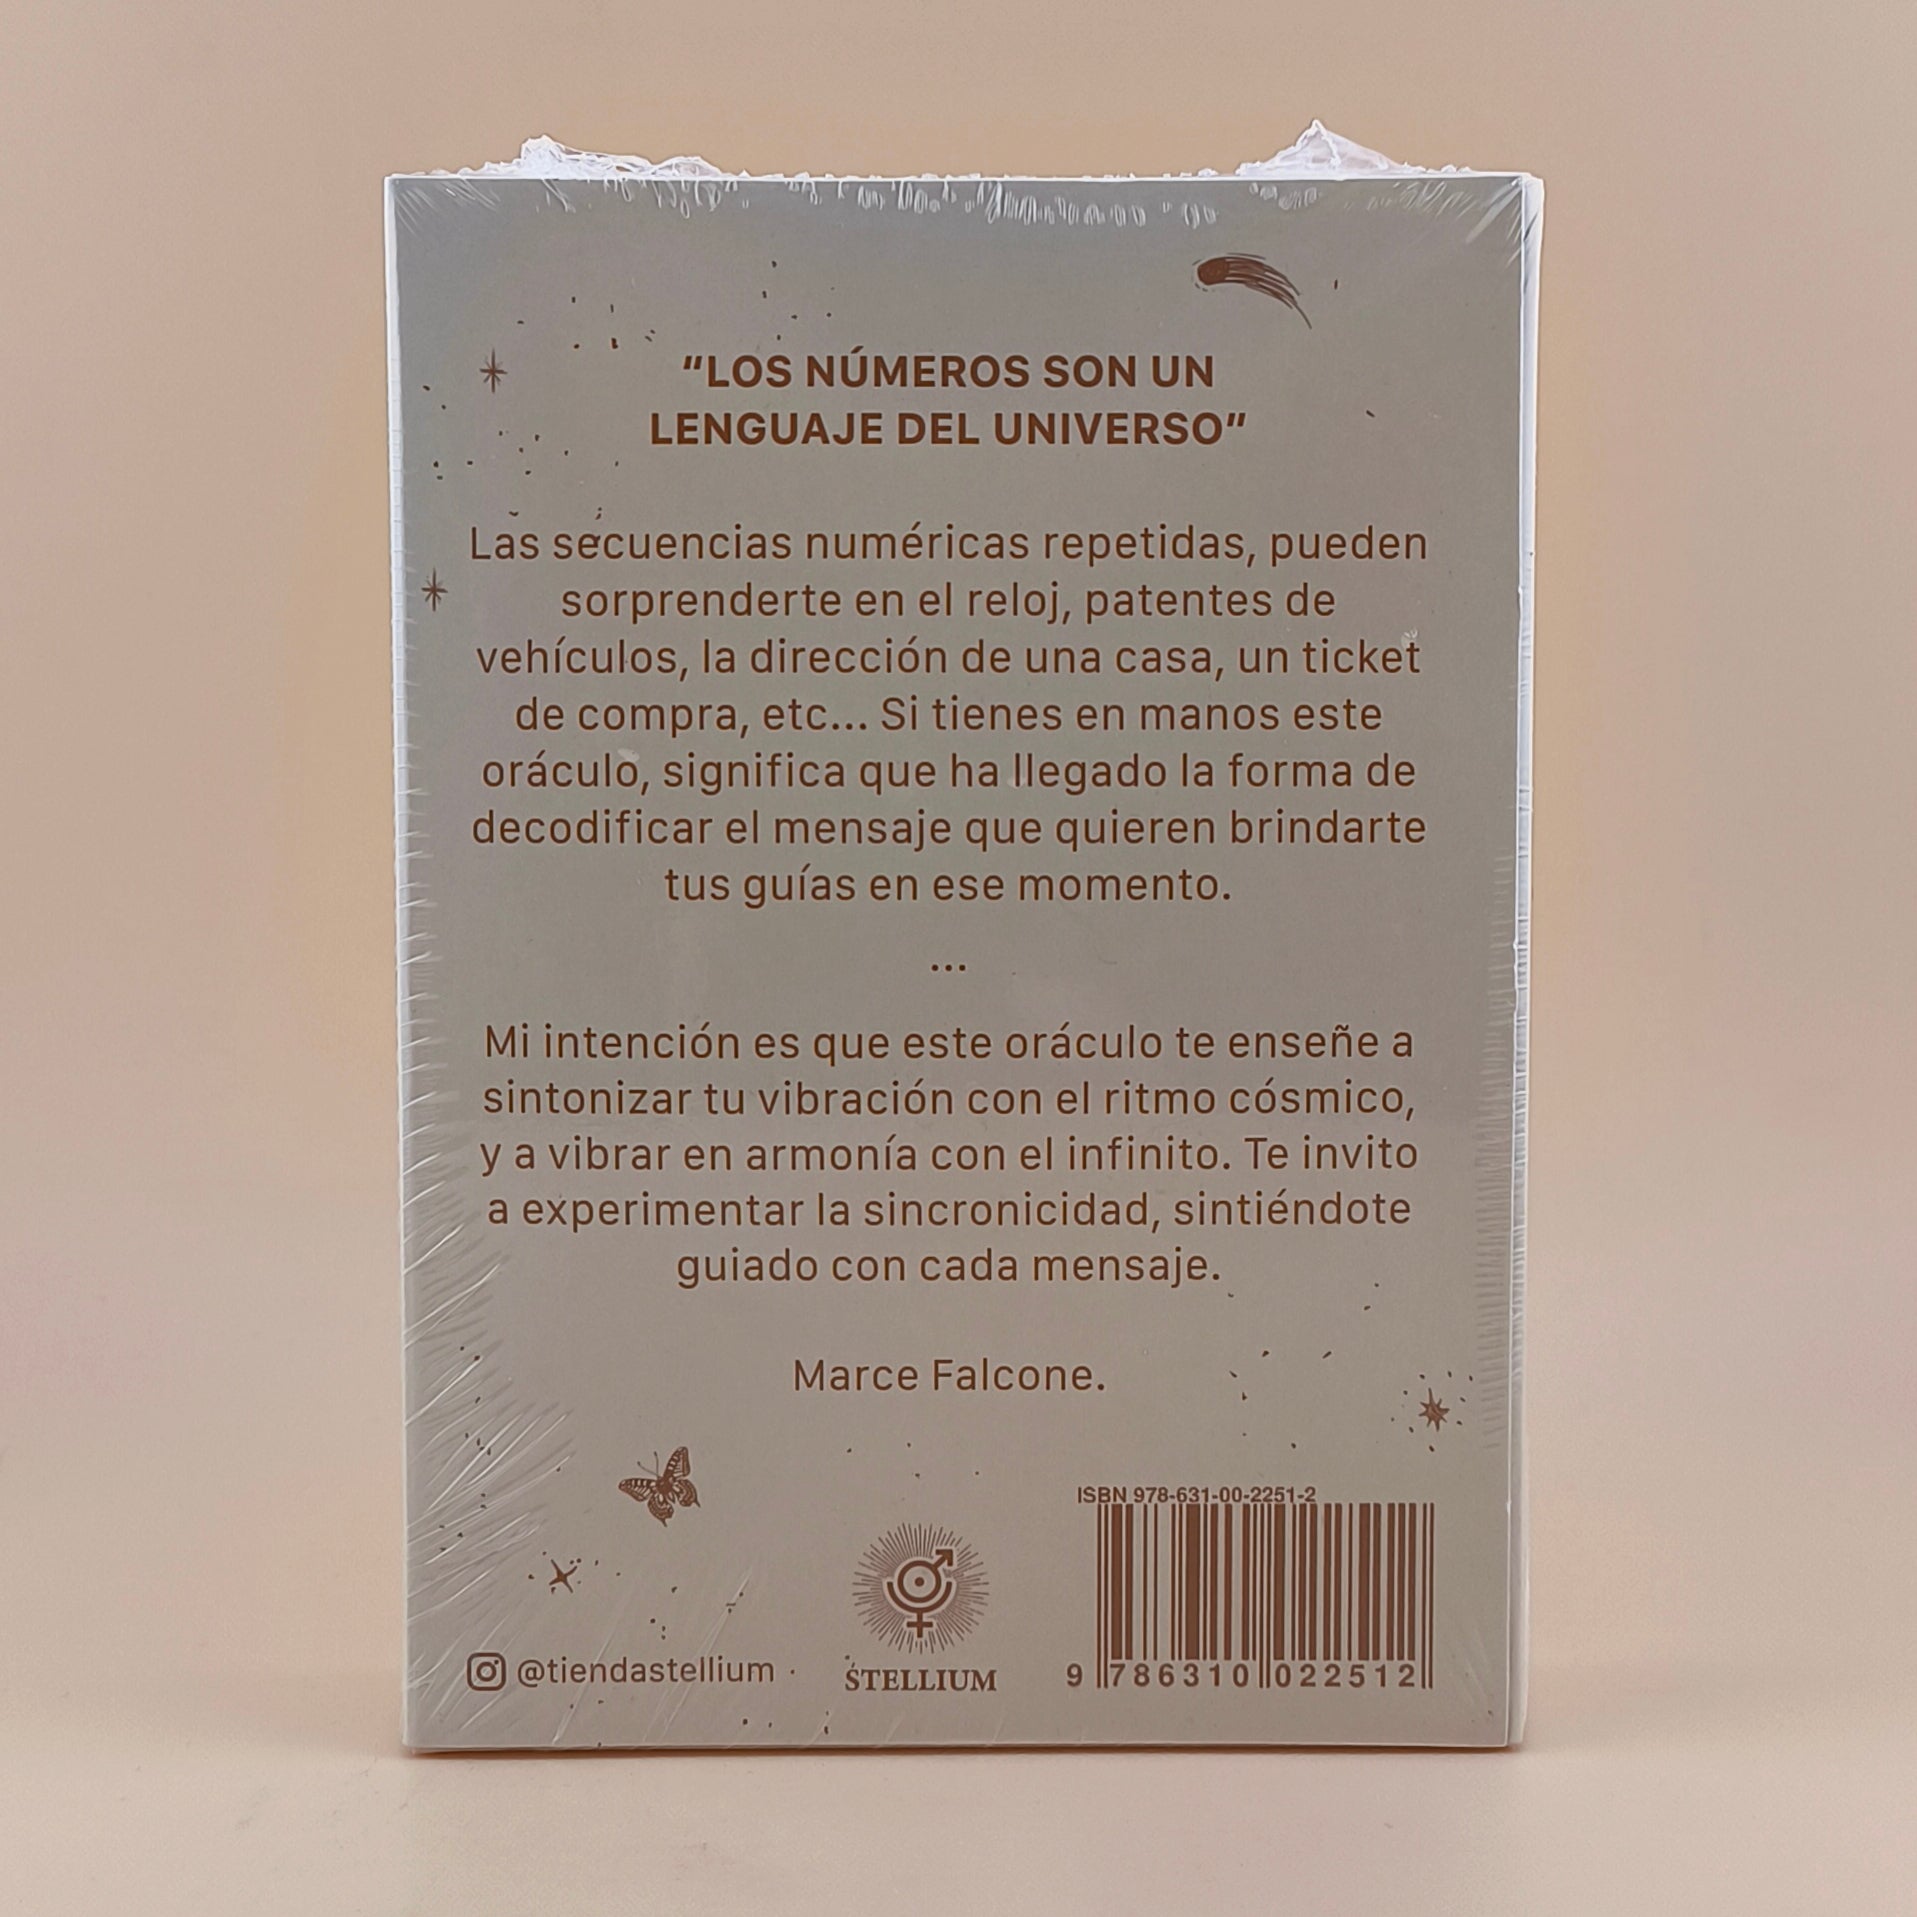 “LOS NÚMEROS SON UN
LENGUAJE DEL UNIVERSO”
Las secuencias numéricas repetidas, pueden
sorprenderte en el reloj, patentes de
vehículos, la dirección de una casa, un ticket
de compra, etc... Si tienes en manos este
oráculo, significa que ha llegado la forma de
decodificar el mensaje que quieren brindarte
tus guías en ese momento.
...
Mi intención es que este oráculo te enseñe a
sintonizar tu vibración con el ritmo cósmico,
y a vibrar en armonía con el infinito. Te invito
a experimentar la sincronicidad, sintiéndote
guiado con cada mensaje.
Marce Falcone.
ISBN 978-631-00-2251-2
@tiendastellium
STELLIUM
9 786310 022512